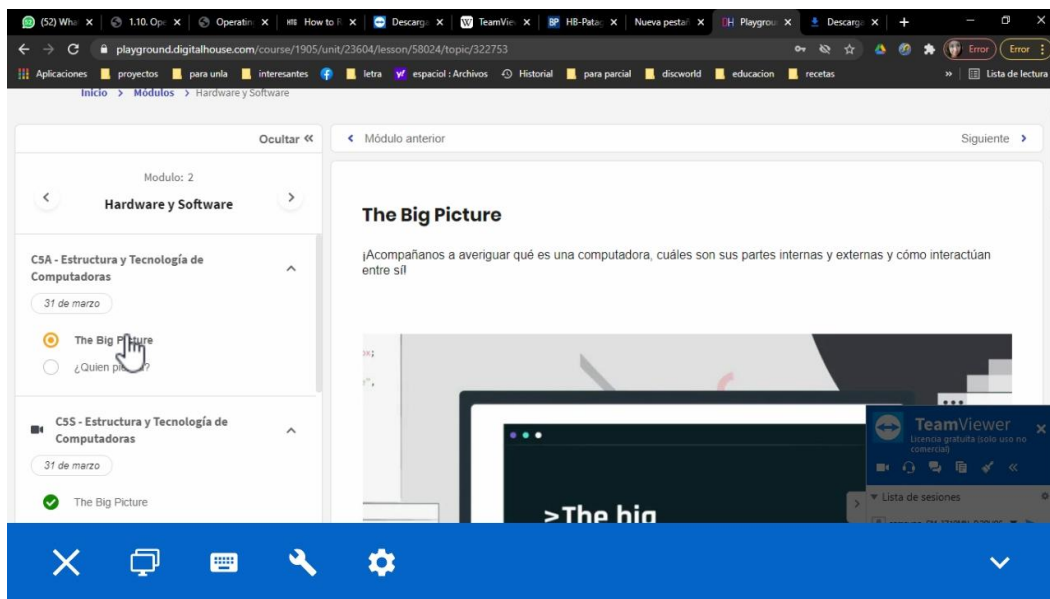 (52) Wha
1.10. Ope
Operatin
How to F
Descarga
TeamVie
HB-Patag
Nueva pestañ
Playgrou
Descarga
playground.digitalhouse.com/course/1905/unit/23604/lesson/58024/topic/322753
Error
Error
Aplicaciones
proyectos
para unla
interesantes
letra
espaciol : Archivos
Historial
para parcial
discworld
educacion
recetas
»
Lista de lectura
Inicio > Módulos > Hardware y Software
Ocultar «
Módulo anterior
Siguiente
Modulo: 2
Hardware y Software
C5A - Estructura y Tecnología de
Computadoras
31 de marzo
The Big
¿Quien
C5S - Estructura y Tecnología de
Computadoras
31 de marzo
The Big Picture
The Big Picture
¡Acompañanos a averiguar qué es una computadora, cuáles son sus partes internas y externas y cómo interactúan
entre sí!
>The big
TeamViewer
Licencia gratuita (solo uso no
comercial)
Lista de sesiones